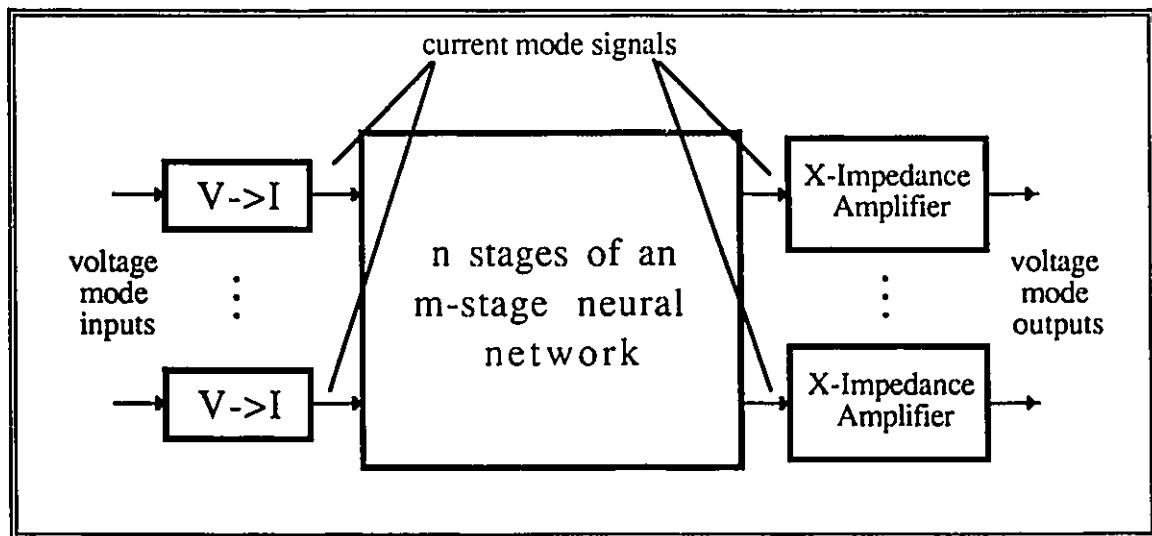 current mode signals
V->I
X-Impedance
Amplifier
voltage
mode
inputs
n stages of an
m-stage neural
network
voltage
mode
outputs
V->I
X-Impedance
Amplifier